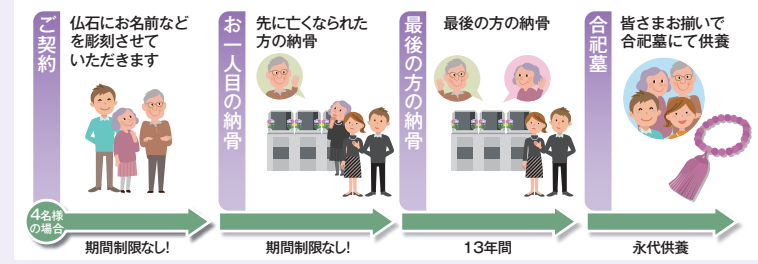 ご契約
仏石にお名前など
を彫刻させて
いただきます
お一人目の納骨
先に亡くなられた
方の納骨
最後の方の納骨
最後の方の納骨
合祀墓
皆さまお揃いで
合祀墓にて供養
4名様
の場合
期間制限なし!
期間制限なし!
13年間
永代供養